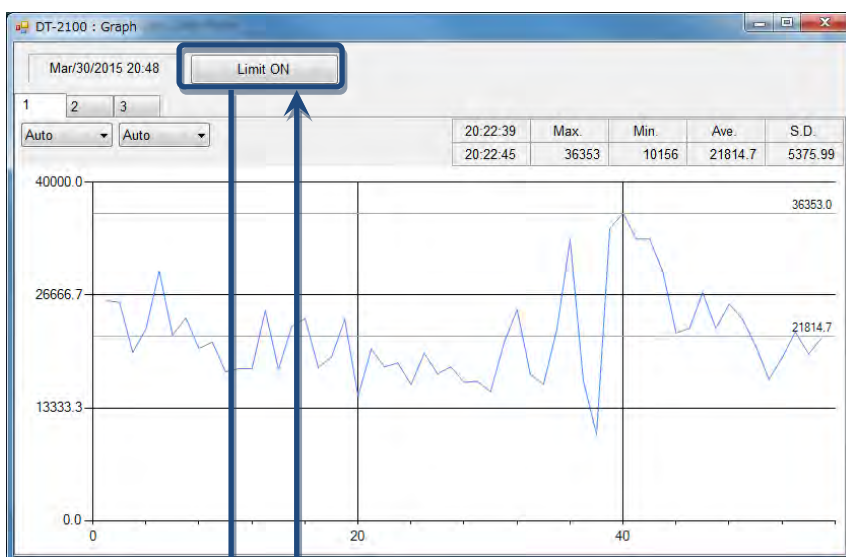 DT-2100 : Graph
Mar/30/2015 20:48 Limit ON
1 2 3
Auto Auto
20:22:39 Max. Min. Ave. S.D.
20:22:45 36353 10156 21814.7 5375.99
40000.0
36353.0
26666.7
21814.7
13333.3
0.0
0 20 40